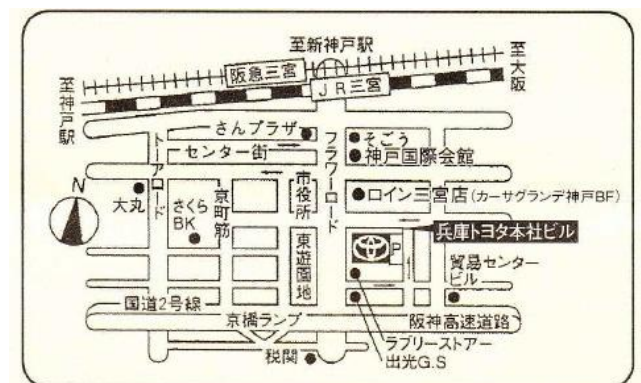 至新神戸駅
阪急三宮
JR三宮
至大阪
至神戸駅
さんプラザ
そごう
センター街
神戸国際会館
トーアロード
フラワーロード
N
大丸
さくら
BK
京町筋
市役所
ロイン三宮店(カーサグランデ神戸BF)
兵庫トヨタ本社ビル
P
東遊園地
貿易センター
ビル
国道2号線
京橋ランプ
阪神高速道路
ラブリーストアー
税関
出光G.S